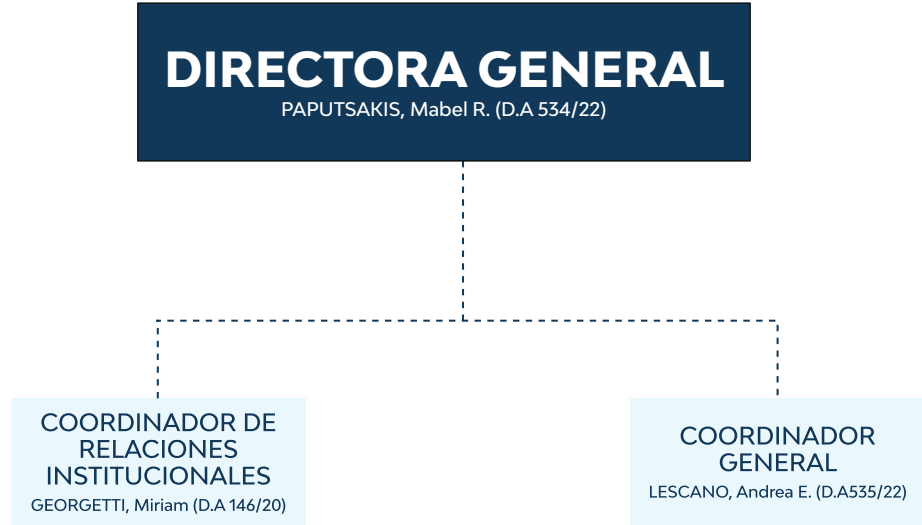 DIRECTORA GENERAL
PAPUTSAKIS, Mabel R. (D.A 534/22)
COORDINADOR DE
RELACIONES
INSTITUCIONALES
GEORGETTI, Miriam (D.A 146/20)
COORDINADOR
GENERAL
LESCANO, Andrea E. (D.A535/22)